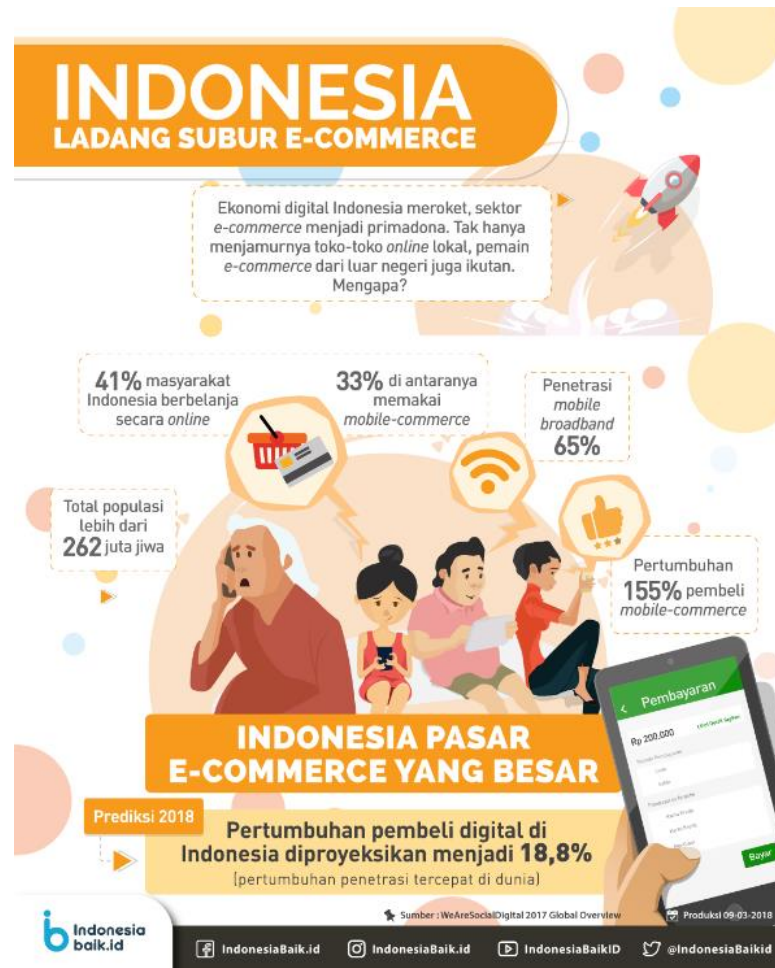 INDONESIA
LADANG SUBUR E-COMMERCE
Ekonomi digital Indonesia meroket, sektor
e-commerce menjadi primadona. Tak hanya
menjamurnya toko-toko online lokal, pemain
e-commerce dari luar negeri juga ikutan.
Mengapa?
41% masyarakat
Indonesia berbelanja
secara online
33% di antaranya
memakai
mobile-commerce
Penetrasi
mobile
broadband
65%
Total populasi
lebih dari
262 juta jiwa
Pertumbuhan
155% pembeli
mobile-commerce
Pembayaran
Rp 200.000
Bayar
INDONESIA PASAR
E-COMMERCE YANG BESAR
Prediksi 2018
Pertumbuhan pembeli digital di
Indonesia diproyeksikan menjadi 18,8%
(pertumbuhan penetrasi tercepat di dunia)
Sumber : WeAreSocialDigital 2017 Global Overview
Produksi 09-03-2018
Indonesia
baik.id
IndonesiaBaik.id
IndonesiaBaik.id
IndonesiaBaikID
@IndonesiaBaikid